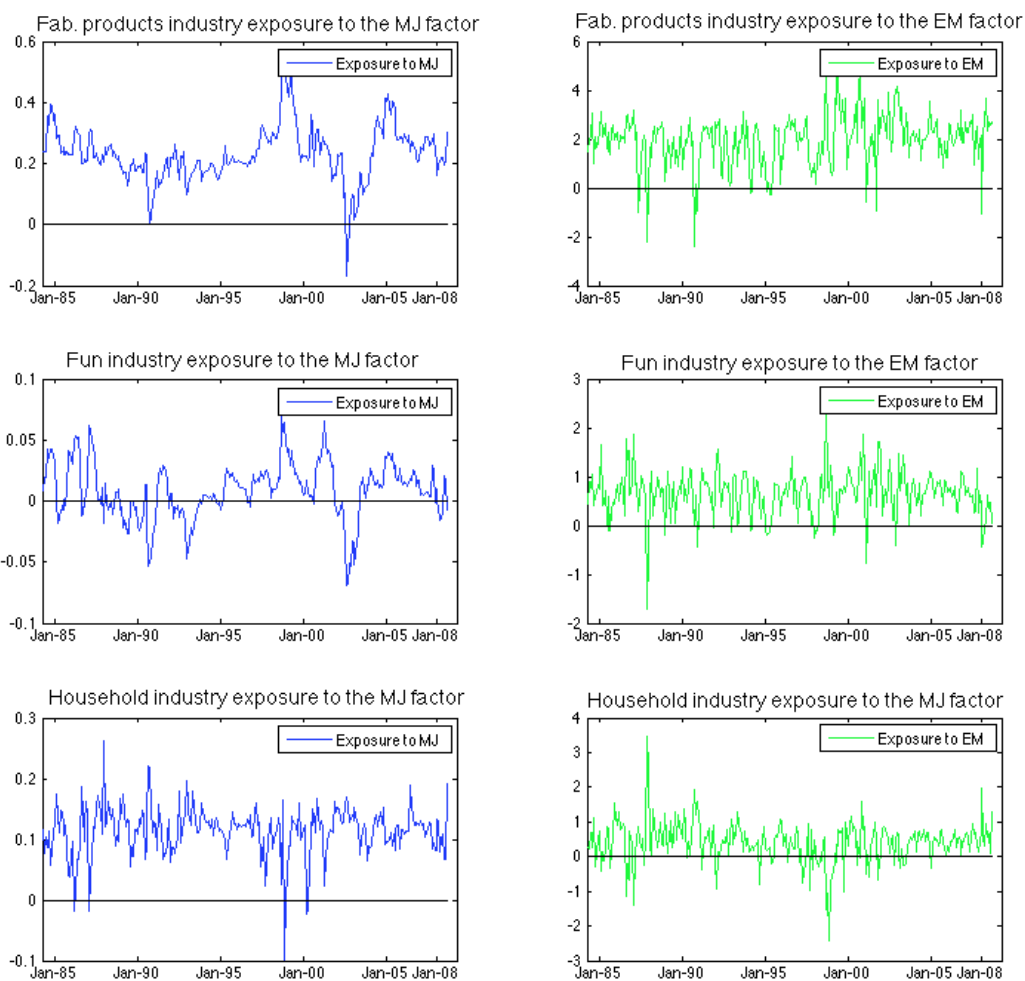 Fab. products industry exposure to the MJ factor
0.6
0.4
0.2
0
-0.2
Exposure to MJ
Jan-85 Jan-90 Jan-95 Jan-00 Jan-05 Jan-08
Fab. products industry exposure to the EM factor
6
4
2
0
-2
-4
Exposure to EM
Jan-85 Jan-90 Jan-95 Jan-00 Jan-05 Jan-08
Fun industry exposure to the MJ factor
0.1
0.05
0
-0.05
-0.1
Exposure to MJ
Jan-85 Jan-90 Jan-95 Jan-00 Jan-05 Jan-08
Fun industry exposure to the EM factor
3
2
1
0
-1
-2
Exposure to EM
Jan-85 Jan-90 Jan-95 Jan-00 Jan-05 Jan-08
Household industry exposure to the MJ factor
0.3
0.2
0.1
0
-0.1
Exposure to MJ
Jan-85 Jan-90 Jan-95 Jan-00 Jan-05 Jan-08
Household industry exposure to the MJ factor
4
3
2
1
0
-1
-2
-3
Exposure to EM
Jan-85 Jan-90 Jan-95 Jan-00 Jan-05 Jan-08